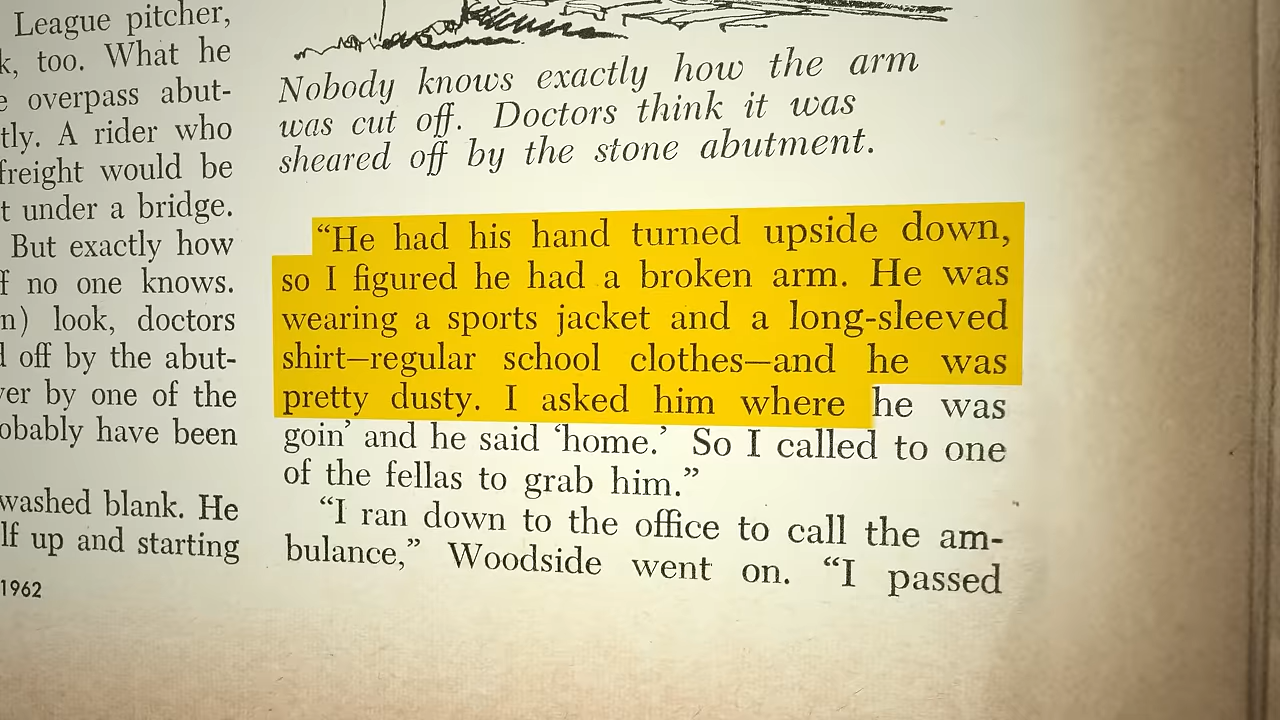 League pitcher,
too. What he
overpass abut-
A rider who
freight would be
under a bridge.
But exactly how
no one knows.
look, doctors
off by the abut-
by one of the
have been
washed blank. He
up and starting
1962
Nobody knows exactly how the arm
was cut off. Doctors think it was
sheared off by the stone abutment.
“He had his hand turned upside down,
so I figured he had a broken arm. He was
wearing a sports jacket and a long-sleeved
shirt—regular school clothes—and he was
pretty dusty. I asked him where he was
goin’ and he said ‘home.’ So I called to one
of the fellas to grab him.”
“I ran down to the office to call the am-
bulance,” Woodside went on. “I passed